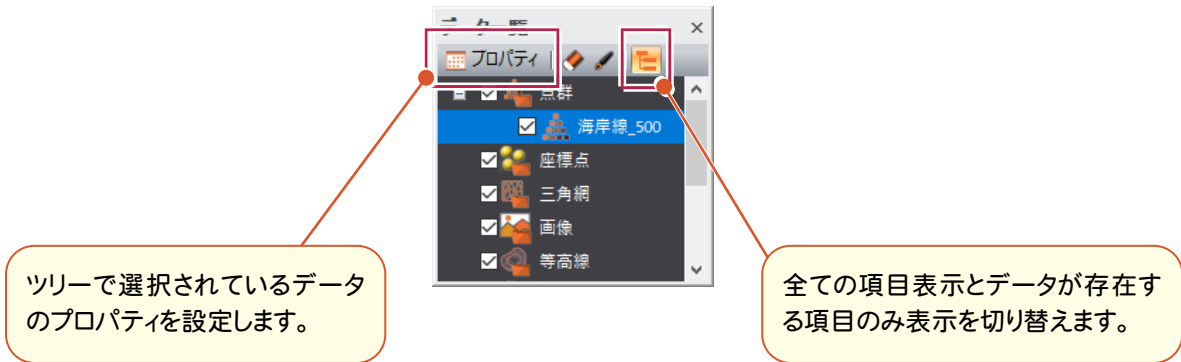 データ一覧
プロパティ
点群
海岸線_500
座標点
三角網
画像
等高線
ツリーで選択されているデータ
のプロパティを設定します。
全ての項目表示とデータが存在す
る項目のみ表示を切り替えます。